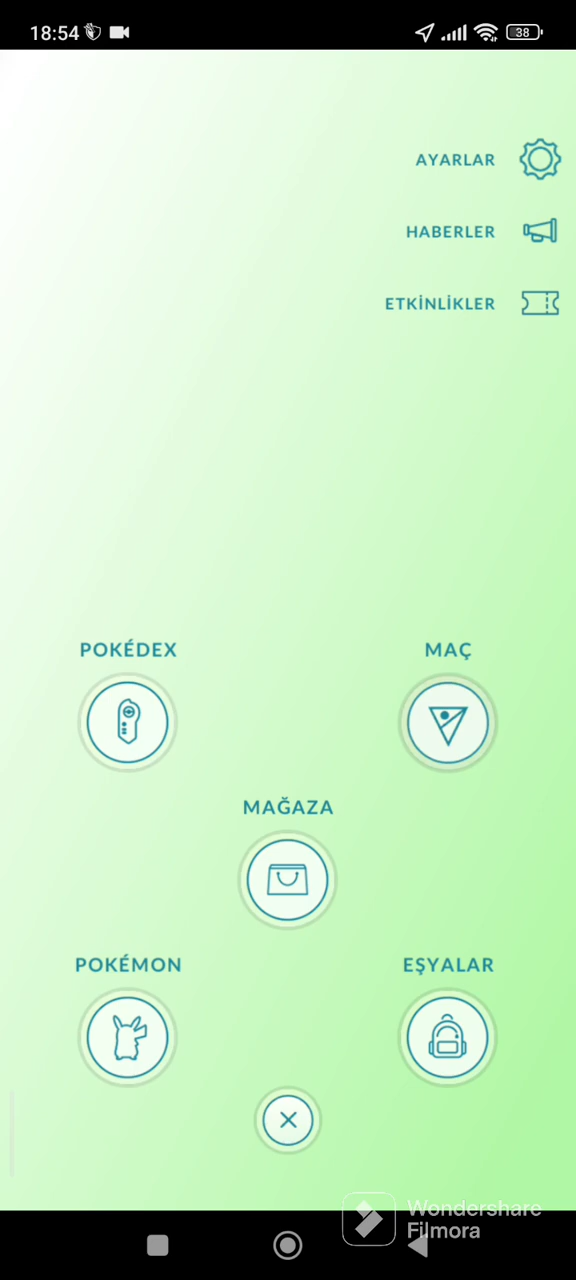 18:54
38
AYARLAR
HABERLER
ETKİNLİKLER
POKÉDEX
MAÇ
MAĞAZA
POKÉMON
EŞYALAR
Wondershare
Filmora